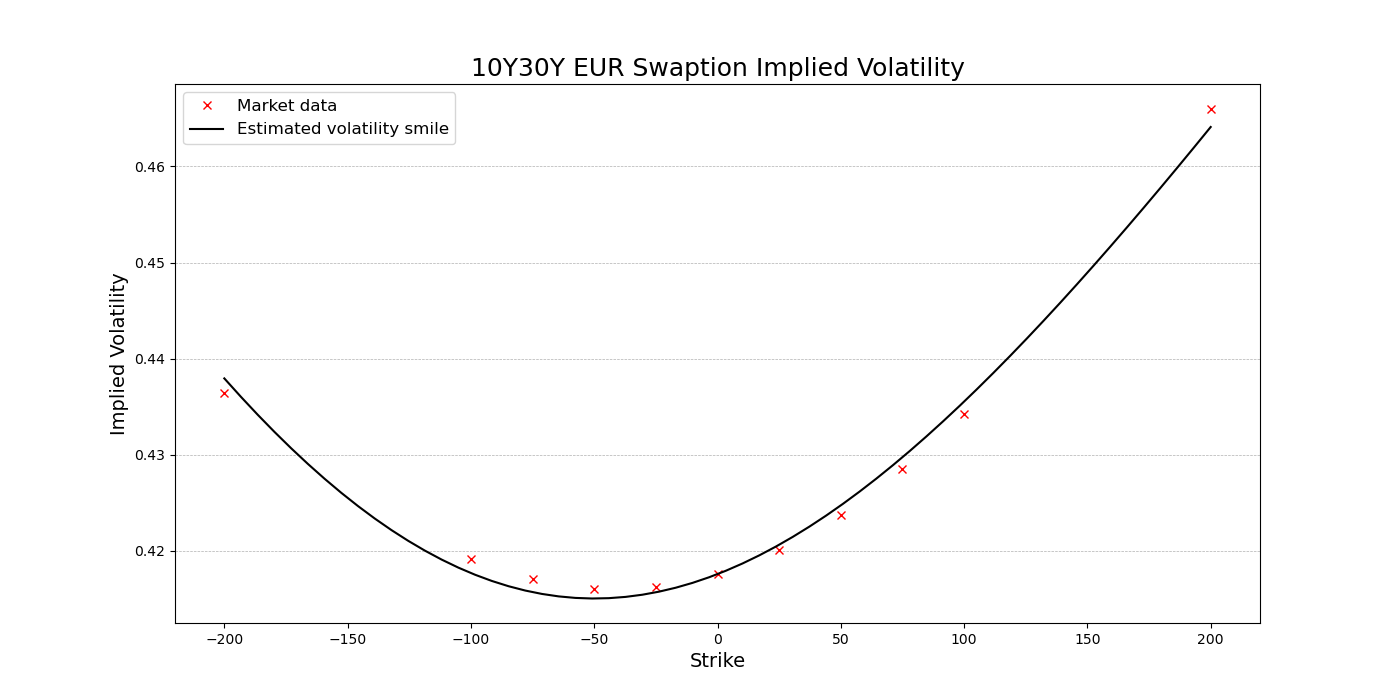 10Y30Y EUR Swaption Implied Volatility
Market data
Estimated volatility smile
0.46
0.45
0.44
0.43
0.42
Implied Volatility
−200
−150
−100
−50
0
50
100
150
200
Strike